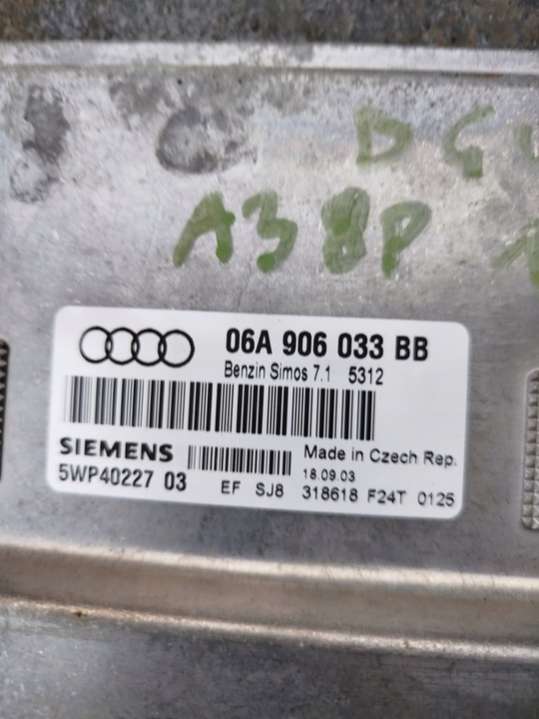 A3 8P
06A 906 033 BB
Benzin Simos 7.1 5312
SIEMENS
Made in Czech Rep.
18.09.03
5WP40227 03
EF SJ8 318618 F24T 0125